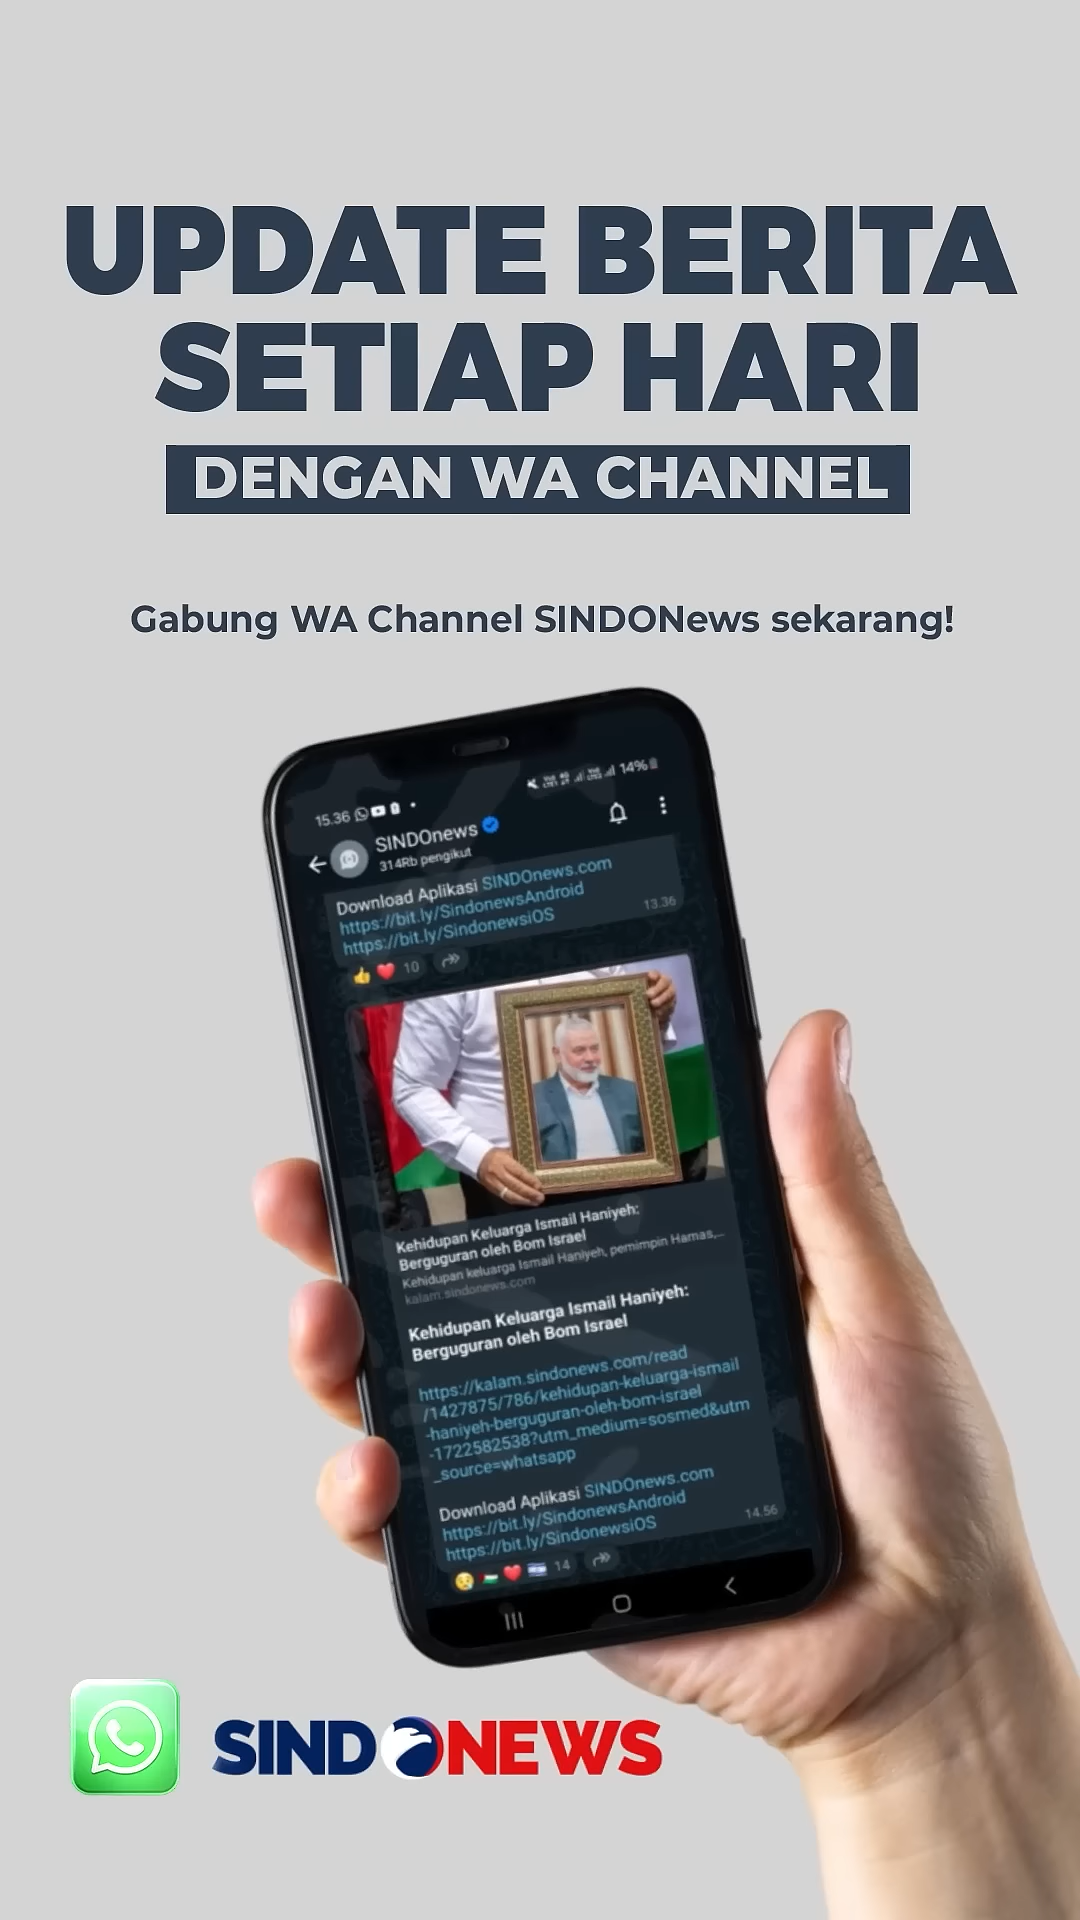 UPDATE BERITA
SETIAP HARI
DENGAN WA CHANNEL
Gabung WA Channel SINDONews sekarang!
15.36
14%
SINDOnews
314Rb pengikut
Download Aplikasi SINDOnews.com
https://bit.ly/SindonewsAndroid
https://bit.ly/SindonewsiOS
13.36
10
Kehidupan Keluarga Ismail Haniyeh:
Berguguran oleh Bom Israel
Kehidupan keluarga Ismail Haniyeh, pemimpin Hamas,...
kalam.sindonews.com
Kehidupan Keluarga Ismail Haniyeh:
Berguguran oleh Bom Israel
https://kalam.sindonews.com/read
/1427875/786/kehidupan-keluarga-ismail
-haniyeh-berguguran-oleh-bom-israel
-1722582538?utm_medium=sosmed&utm
_source=whatsapp
Download Aplikasi SINDOnews.com
https://bit.ly/SindonewsAndroid
https://bit.ly/SindonewsiOS
14.56
14
SINDONEWS